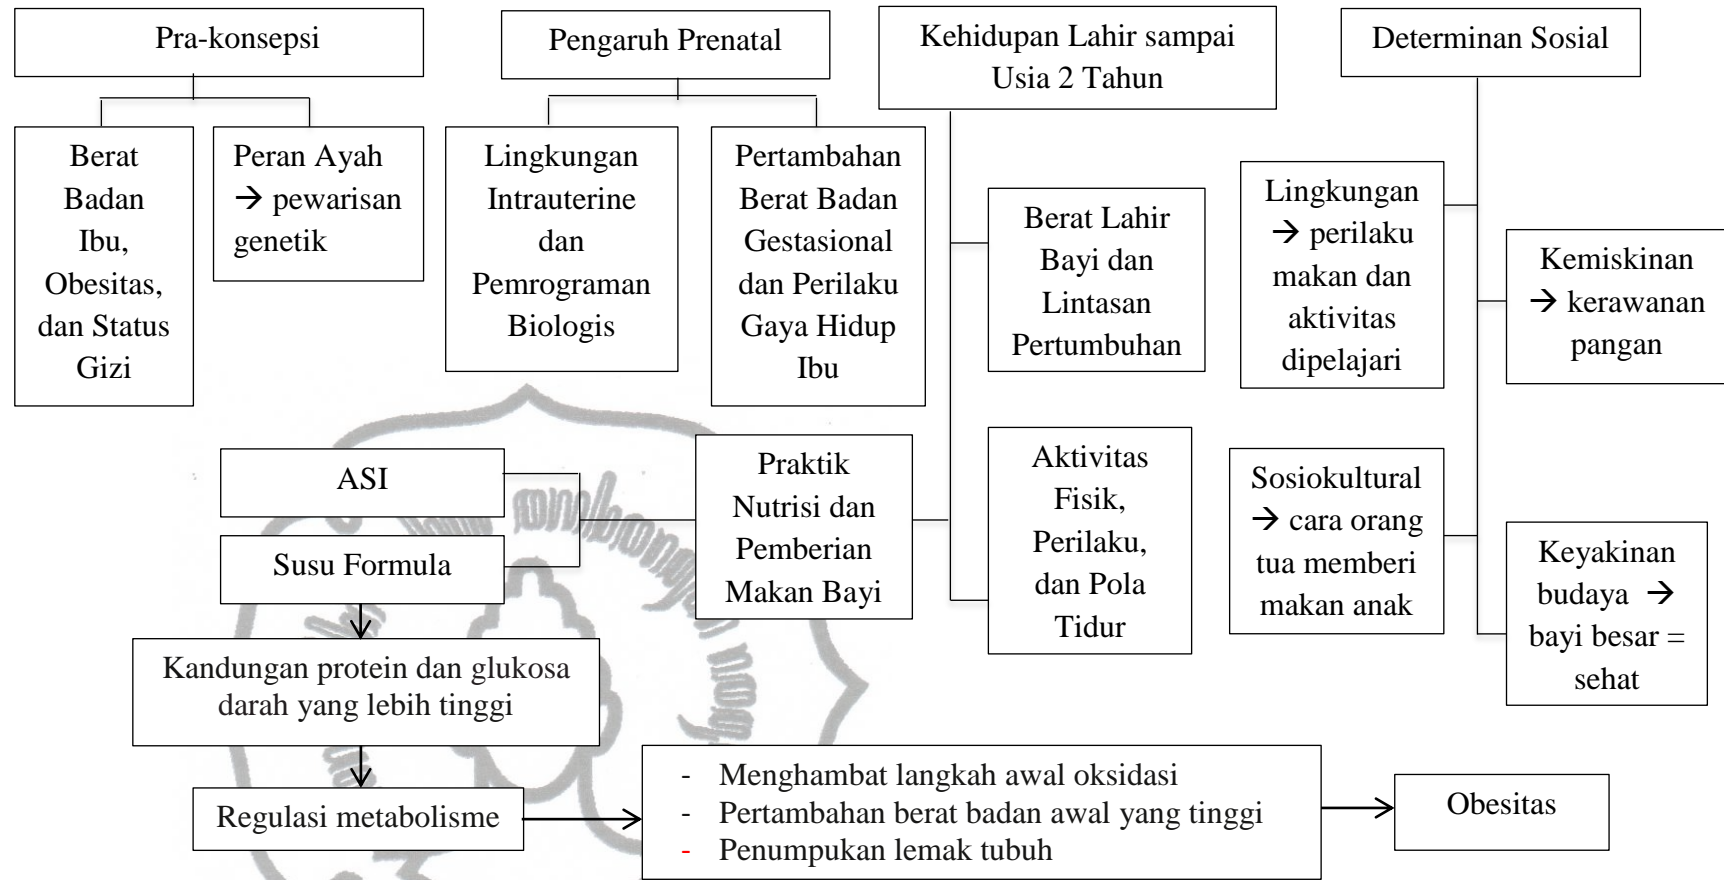 Pra-konsepsi
Pengaruh Prenatal
Kehidupan Lahir sampai
Usia 2 Tahun
Determinan Sosial
Berat
Badan
Ibu,
Obesitas,
dan Status
Gizi
Peran Ayah
→ pewarisan
genetik
Lingkungan
Intrauterine
dan
Pemrograman
Biologis
Pertambahan
Berat Badan
Gestasional
dan Perilaku
Gaya Hidup
Ibu
Berat Lahir
Bayi dan
Lintasan
Pertumbuhan
Lingkungan
→ perilaku
makan dan
aktivitas
dipelajari
Kemiskinan
→ kerawanan
pangan
ASI
Susu Formula
Praktik
Nutrisi dan
Pemberian
Makan Bayi
Aktivitas
Fisik,
Perilaku,
dan Pola
Tidur
Sosiokultural
→ cara orang
tua memberi
makan anak
Keyakinan
budaya →
bayi besar =
sehat
Kandungan protein dan glukosa
darah yang lebih tinggi
Regulasi metabolisme
- Menghambat langkah awal oksidasi
- Pertambahan berat badan awal yang tinggi
- Penumpukan lemak tubuh
Obesitas